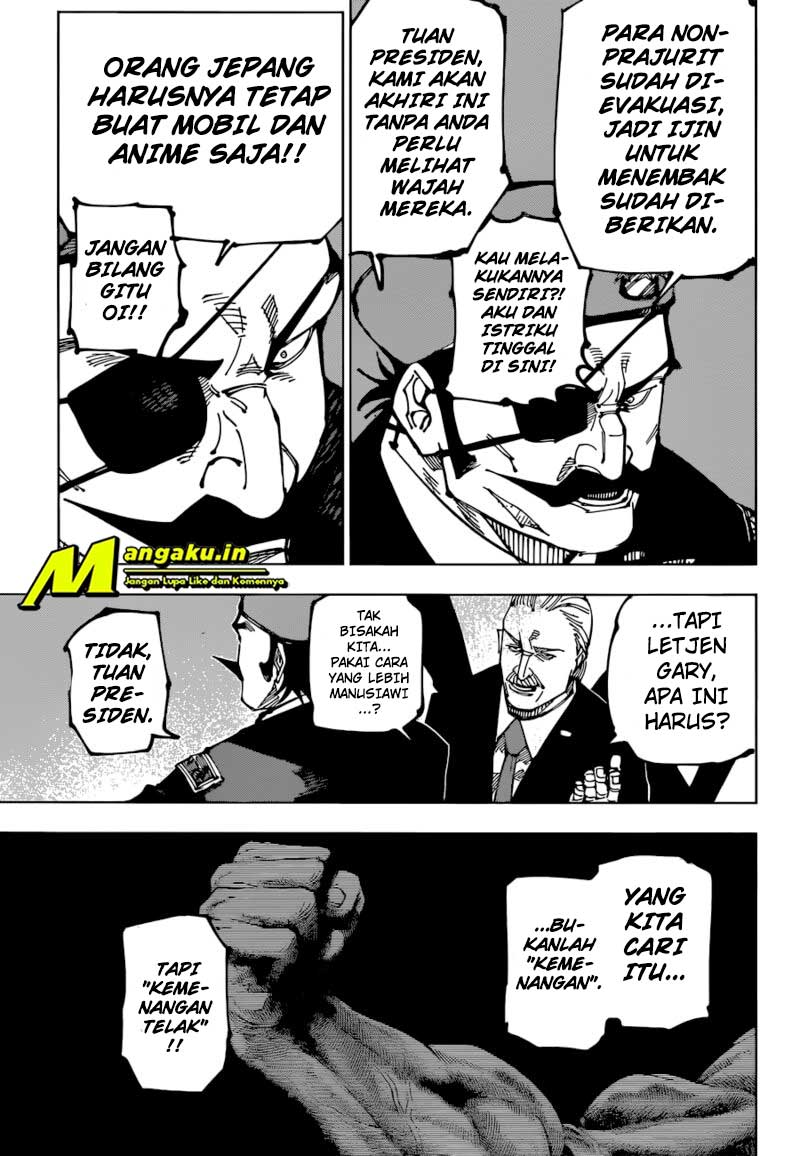 PARA NON-
PRAJURIT
SUDAH DI-
EVAKUASI,
JADI IJIN
UNTUK
MENEMBAK
SUDAH DI-
BERIKAN.
TUAN
PRESIDEN,
KAMI AKAN
AKHIRI INI
TANPA ANDA
PERLU
MELIHAT
WAJAH
MEREKA.
KAU MELA-
KUKANNYA
SENDIRI?!
AKU DAN
ISTRIKU
TINGGAL
DI SINI!
ORANG JEPANG
HARUSNYA TETAP
BUAT MOBIL DAN
ANIME SAJA!!
JANGAN
BILANG
GITU
OI!!
Mangaku.in
Jangan Lupa Like dan Komennya
...TAPI
LETJEN
GARY,
APA INI
HARUS?
TAK
BISAKAH
KITA...
PAKAI CARA
YANG LEBIH
MANUSIAWI
...?
TIDAK,
TUAN
PRE-
SIDEN.
YANG
KITA
CARI
ITU...
...BU-
KANLAH
"KEME-
NANGAN".
TAPI
"KEME-
NANGAN
TELAK"
!!